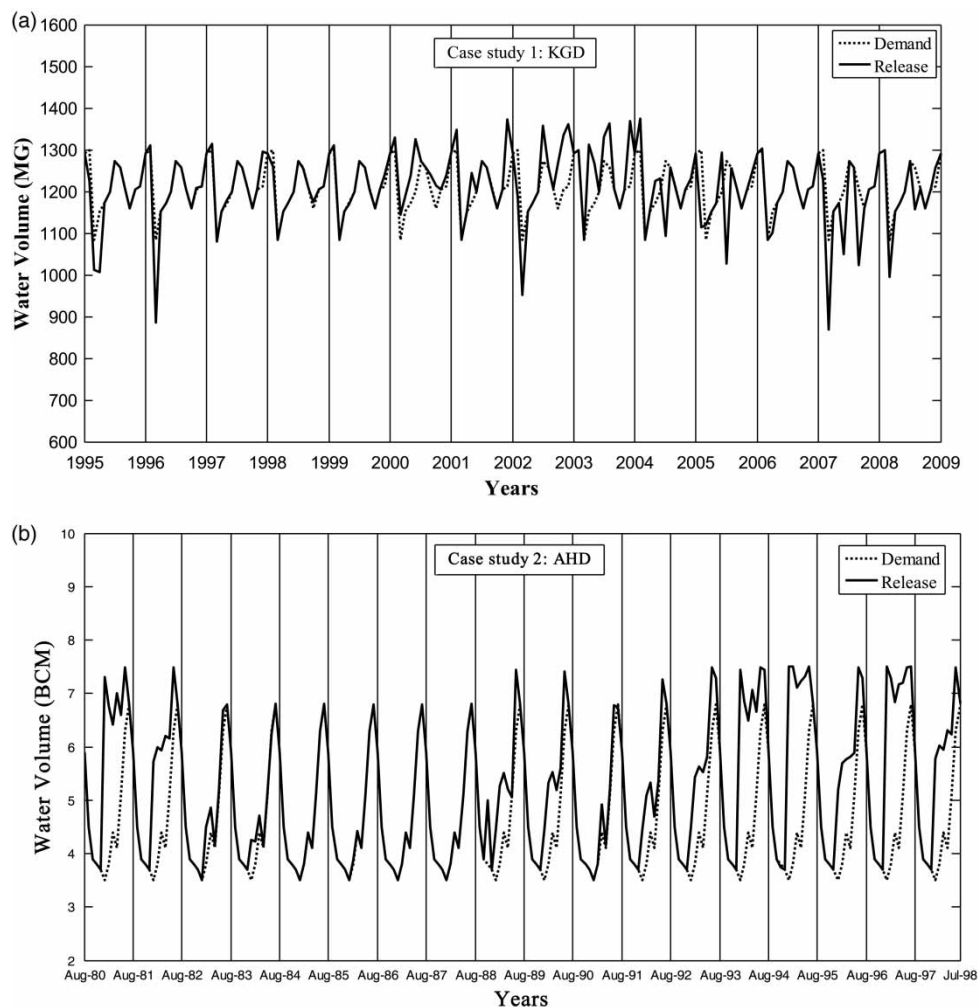 (a)
1600
1500
1400
1300
1200
1100
1000
900
800
700
600
Water Volume (MG)
Case study 1: KGD
Demand
Release
1995 1996 1997 1998 1999 2000 2001 2002 2003 2004 2005 2006 2007 2008 2009
Years
(b)
10
9
8
7
6
5
4
3
2
Water Volume (BCM)
Case study 2: AHD
Demand
Release
Aug-80 Aug-81 Aug-82 Aug-83 Aug-84 Aug-85 Aug-86 Aug-87 Aug-88 Aug-89 Aug-90 Aug-91 Aug-92 Aug-93 Aug-94 Aug-95 Aug-96 Aug-97 Jul-98
Years